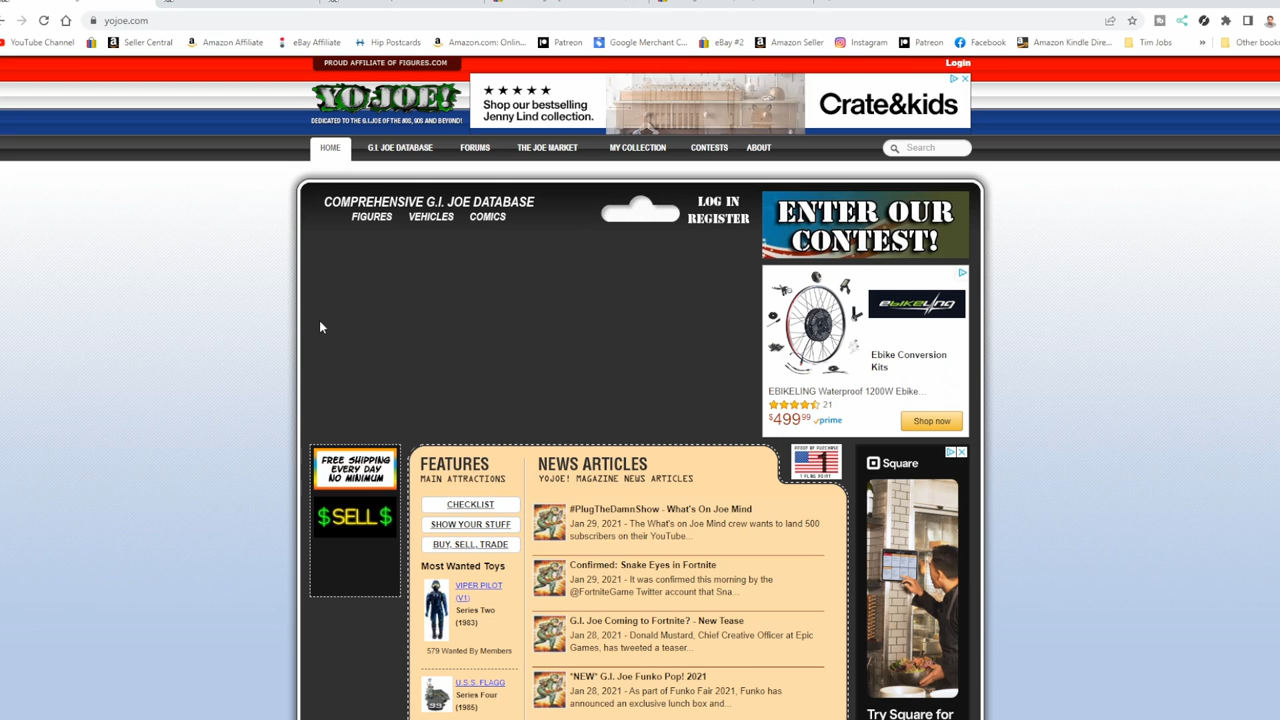 yojoe.com
YouTube Channel
Seller Central
Amazon Affiliate
eBay Affiliate
Hip Postcards
Amazon.com: Onlin...
Patreon
Google Merchant C...
eBay #2
Amazon Seller
Instagram
Patreon
Facebook
Amazon Kindle Dire...
Tim Jobs
»
Other book
PROUD AFFILIATE OF FIGURES.COM
Login
YO JOE!
DEDICATED TO THE G.I.JOE OF THE 80S, 90S AND BEYOND!
Shop our bestselling
Jenny Lind collection.
Crate&kids
HOME
G.I. JOE DATABASE
FORUMS
THE JOE MARKET
MY COLLECTION
CONTESTS
ABOUT
Search
COMPREHENSIVE G.I. JOE DATABASE
FIGURES
VEHICLES
COMICS
LOG IN
REGISTER
ENTER OUR
CONTEST!
ebikeling
Ebike Conversion
Kits
EBIKELING Waterproof 1200W Ebike...
21
$499.99
prime
Shop now
FREE SHIPPING
EVERY DAY
NO MINIMUM
$SELL$
FEATURES
MAIN ATTRACTIONS
CHECKLIST
SHOW YOUR STUFF
BUY, SELL, TRADE
Most Wanted Toys
VIPER PILOT
(V1)
Series Two
(1983)
579 Wanted By Members
U.S.S. FLAGG
Series Four
(1985)
NEWS ARTICLES
YOJOE! MAGAZINE NEWS ARTICLES
#PlugTheDamnShow - What's On Joe Mind
Jan 29, 2021 - The What's on Joe Mind crew wants to land 500
subscribers on their YouTube...
Confirmed: Snake Eyes in Fortnite
Jan 29, 2021 - It was confirmed this morning by the
@FortniteGame Twitter account that Sna...
G.I. Joe Coming to Fortnite? - New Tease
Jan 28, 2021 - Donald Mustard, Chief Creative Officer at Epic
Games, has tweeted a teaser...
*NEW* G.I. Joe Funko Pop! 2021
Jan 28, 2021 - As part of Funko Fair 2021, Funko has
announced an exclusive lunch box and...
PROOF OF PURCHASE
1
1 FLAG POINT
Square
Try Square for